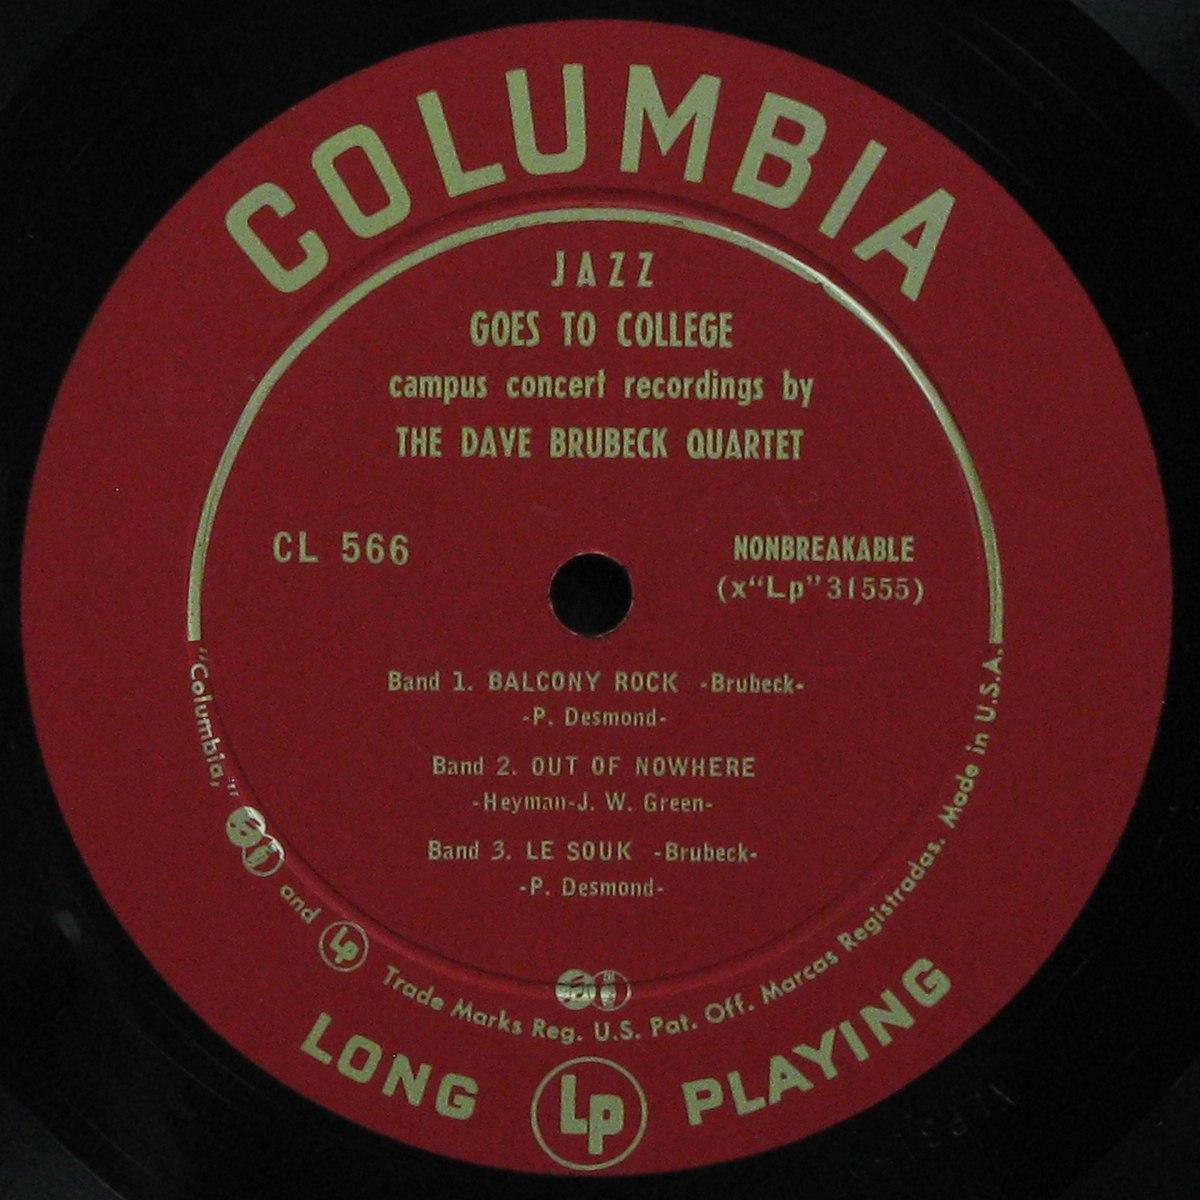 COLUMBIA
JAZZ
GOES TO COLLEGE
campus concert recordings by
THE DAVE BRUBECK QUARTET
CL 566
NONBREAKABLE
(x“Lp”31555)
Band 1. BALCONY ROCK -Brubeck-
-P. Desmond-
Band 2. OUT OF NOWHERE
-Heyman-J. W. Green-
Band 3. LE SOUK -Brubeck-
-P. Desmond-
"Columbia," and Lp Trade Marks Reg. U.S. Pat. Off. Marcas Registradas. Made in U.S.A.
LONG Lp PLAYING